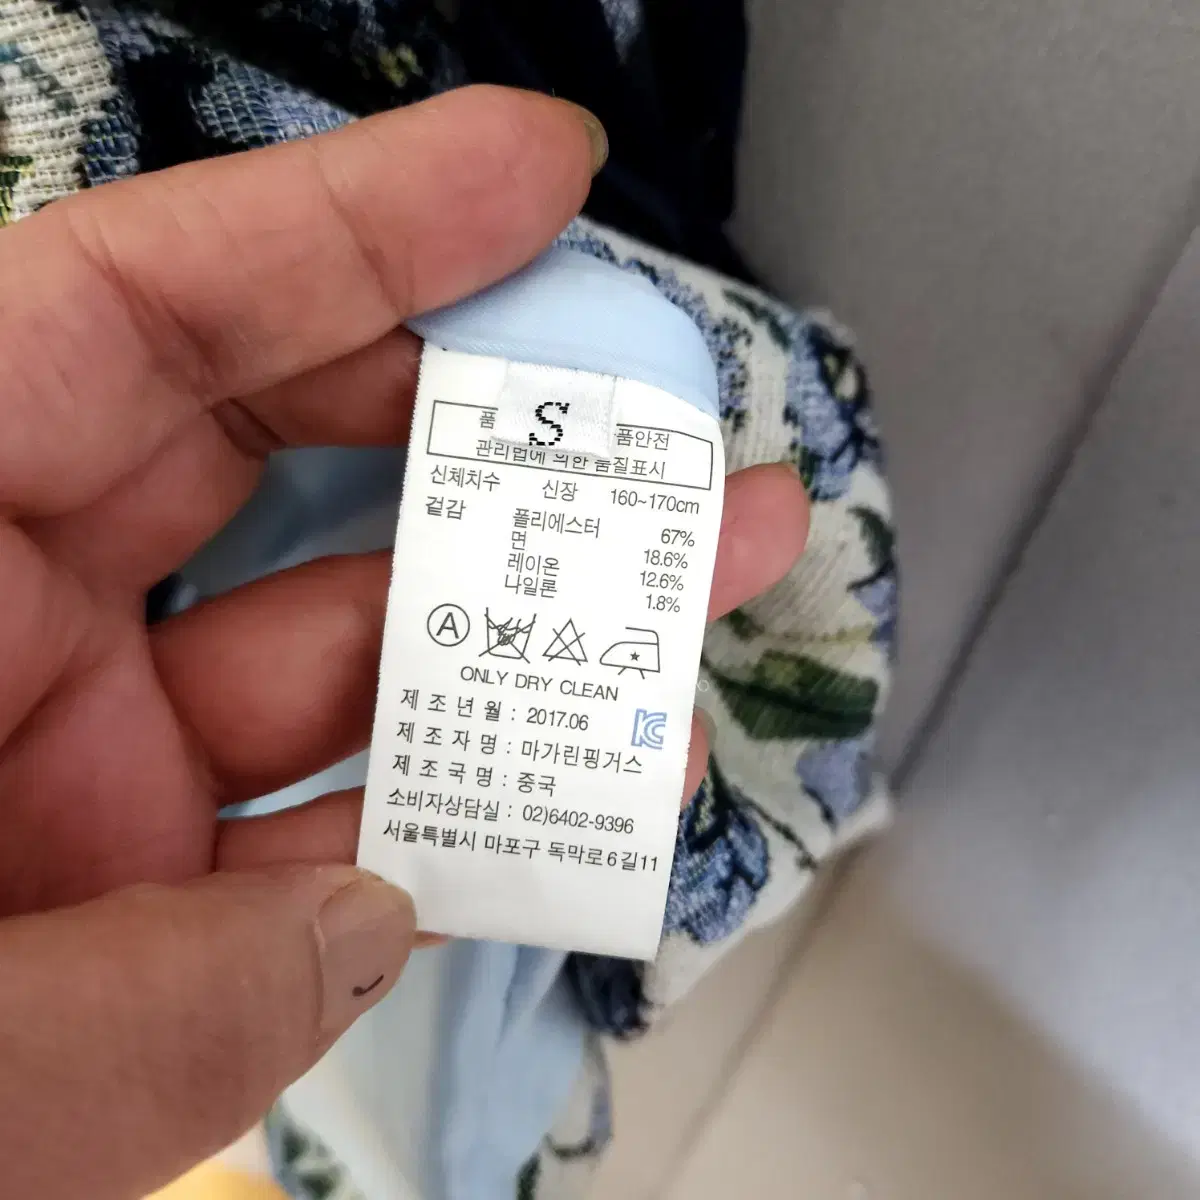 S
품 품안전
관리법에 의한 품질표시
신체치수 신장 160~170cm
겉감 폴리에스터 67%
면 18.6%
레이온 12.6%
나일론 1.8%
A
ONLY DRY CLEAN
제조년월 : 2017.06
제조자명 : 마가린핑거스
제조국명 : 중국
소비자상담실 : 02)6402-9396
서울특별시 마포구 독막로6길11